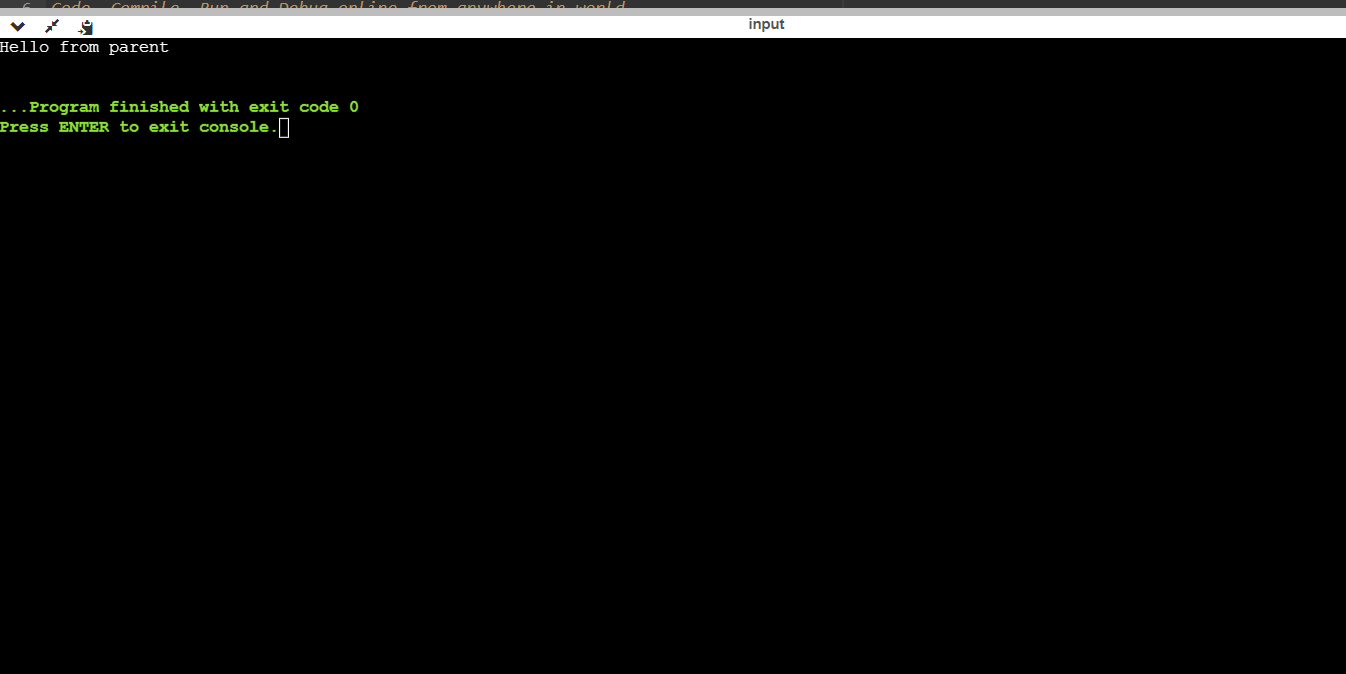 6 Code, Compile, Run and Debug online from anywhere in world.
input
Hello from parent
...Program finished with exit code 0
Press ENTER to exit console.